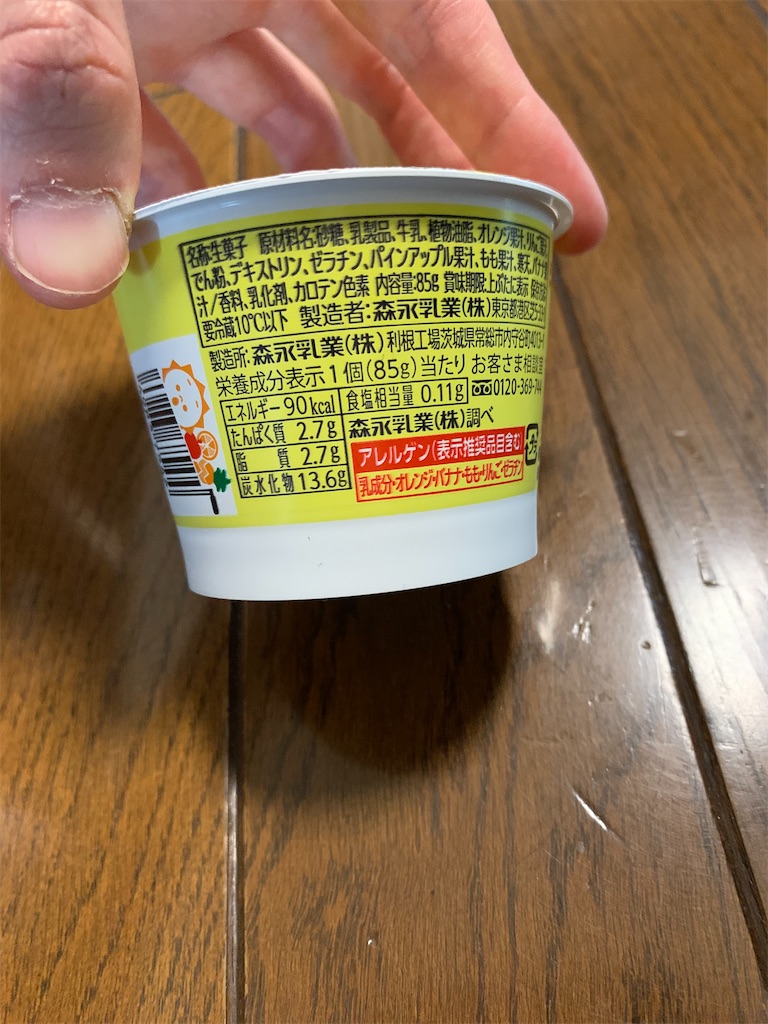 名称:生菓子 原材料名:砂糖、乳製品、牛乳、植物油脂、オレンジ果汁、りんご
でん粉、デキストリン、ゼラチン、パインアップル果汁、もも果汁、寒天、バナナ
汁/香料、乳化剤、カロテン色素 内容量:85g 賞味期限:上ぶたに表示
要冷蔵10℃以下 製造者:森永乳業(株)東京都港区芝5-
製造所:森永乳業(株)利根工場茨城県常総市内守谷町
栄養成分表示1個(85g)当たり お客さま相談室
エネルギー 90kcal 食塩相当量 0.11g 0120-369-744
たんぱく質 2.7g 森永乳業(株)調べ
脂質 2.7g アレルゲン(表示推奨品目含む)
炭水化物 13.6g 乳成分・オレンジ・バナナ・もも・りんご・ゼラチン